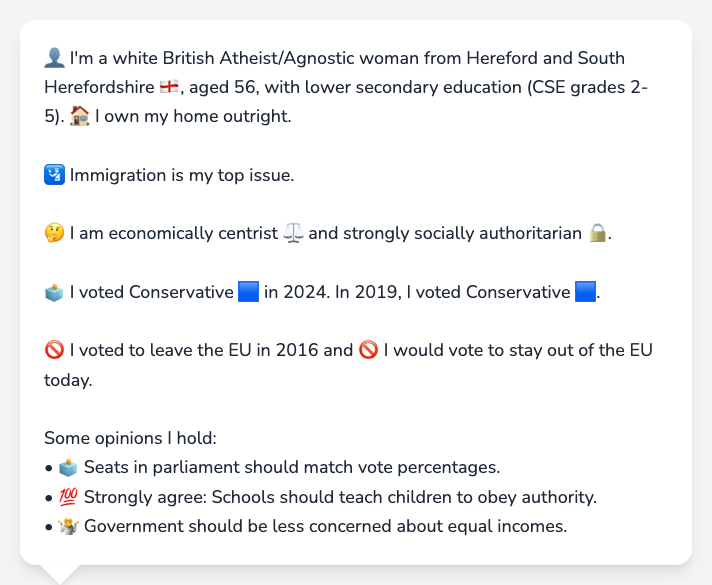 👤 I'm a white British Atheist/Agnostic woman from Hereford and South
Herefordshire 🏴󠁧󠁢󠁥󠁮󠁧󠁿, aged 56, with lower secondary education (CSE grades 2-
5). 🏠 I own my home outright.
🛂 Immigration is my top issue.
🤔 I am economically centrist ⚖️ and strongly socially authoritarian 🔒.
🗳️ I voted Conservative 🟦 in 2024. In 2019, I voted Conservative 🟦.
🚫 I voted to leave the EU in 2016 and 🚫 I would vote to stay out of the EU
today.
Some opinions I hold:
• 🗳️ Seats in parliament should match vote percentages.
• 💯 Strongly agree: Schools should teach children to obey authority.
• 🤷 Government should be less concerned about equal incomes.